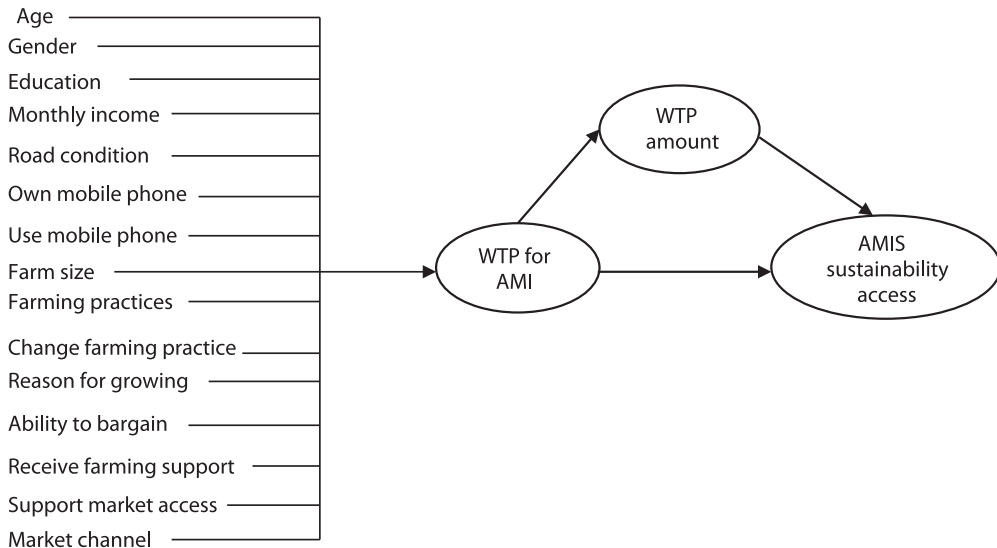 Age
Gender
Education
Monthly income
Road condition
Own mobile phone
Use mobile phone
Farm size
Farming practices
Change farming practice
Reason for growing
Ability to bargain
Receive farming support
Support market access
Market channel
WTP for
AMI
WTP
amount
AMIS
sustainability
access